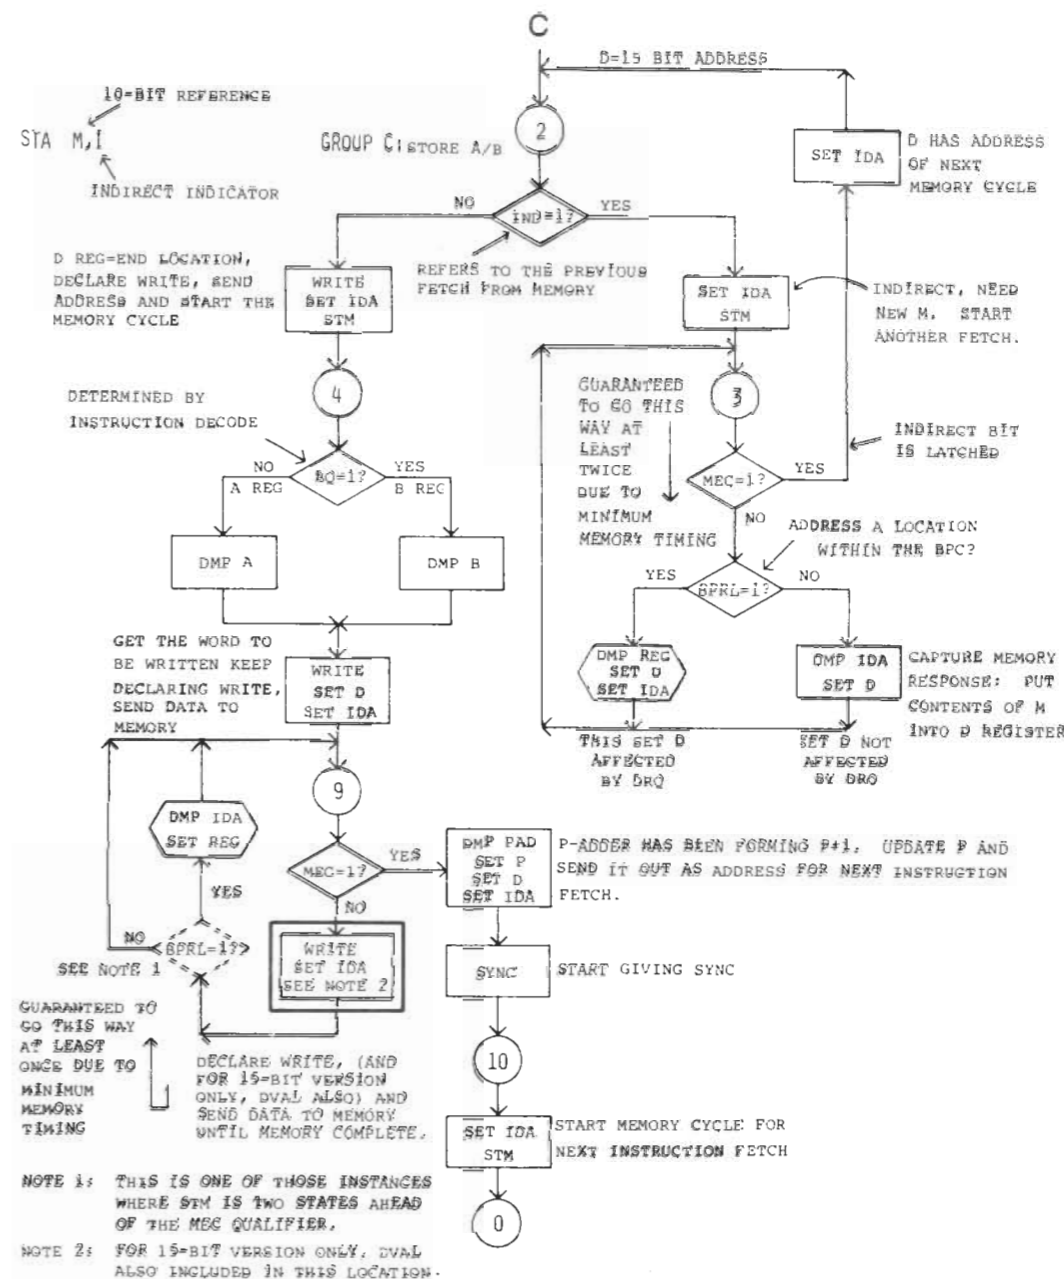 C
D=15 BIT ADDRESS
10-BIT REFERENCE
STA M,I
INDIRECT INDICATOR
2
GROUP C: STORE A/B
SET IDA
D HAS ADDRESS
OF NEXT
MEMORY CYCLE
NO
IND=1?
YES
REFERS TO THE PREVIOUS
FETCH FROM MEMORY
D REG=END LOCATION,
DECLARE WRITE, SEND
ADDRESS AND START THE
MEMORY CYCLE
WRITE
SET IDA
STM
SET IDA
STM
INDIRECT, NEED
NEW M. START
ANOTHER FETCH.
4
DETERMINED BY
INSTRUCTION DECODE
NO
A REG
BQ=1?
YES
B REG
DMP A
DMP B
GUARANTEED
TO GO THIS
WAY AT
LEAST
TWICE
DUE TO
MINIMUM
MEMORY TIMING
3
MEC=1?
YES
INDIRECT BIT
IS LATCHED
NO
ADDRESS A LOCATION
WITHIN THE BPC?
YES
BPRL=1?
NO
DMP REG
SET D
SET IDA
DMP IDA
SET D
CAPTURE MEMORY
RESPONSE: PUT
CONTENTS OF M
INTO D REGISTER
THIS SET D
AFFECTED
BY DRQ
SET D NOT
AFFECTED
BY DRQ
GET THE WORD TO
BE WRITTEN KEEP
DECLARING WRITE,
SEND DATA TO
MEMORY
WRITE
SET D
SET IDA
9
DMP IDA
SET REG
YES
NO
BPRL=1?
SEE NOTE 1
MEC=1?
YES
NO
WRITE
SET IDA
SEE NOTE 2
DMP PAD
SET P
SET D
SET IDA
P-ADDER HAS BEEN FORMING P+1. UPDATE P AND
SEND IT OUT AS ADDRESS FOR NEXT INSTRUCTION
FETCH.
SYNC
START GIVING SYNC
GUARANTEED TO
GO THIS WAY
AT LEAST
ONCE DUE TO
MINIMUM
MEMORY
TIMING
DECLARE WRITE, (AND
FOR 15-BIT VERSION
ONLY, DVAL ALSO) AND
SEND DATA TO MEMORY
UNTIL MEMORY COMPLETE.
10
SET IDA
STM
START MEMORY CYCLE FOR
NEXT INSTRUCTION FETCH
0
NOTE 1: THIS IS ONE OF THOSE INSTANCES
WHERE STM IS TWO STATES AHEAD
OF THE MEC QUALIFIER.
NOTE 2: FOR 15-BIT VERSION ONLY, DVAL
ALSO INCLUDED IN THIS LOCATION.